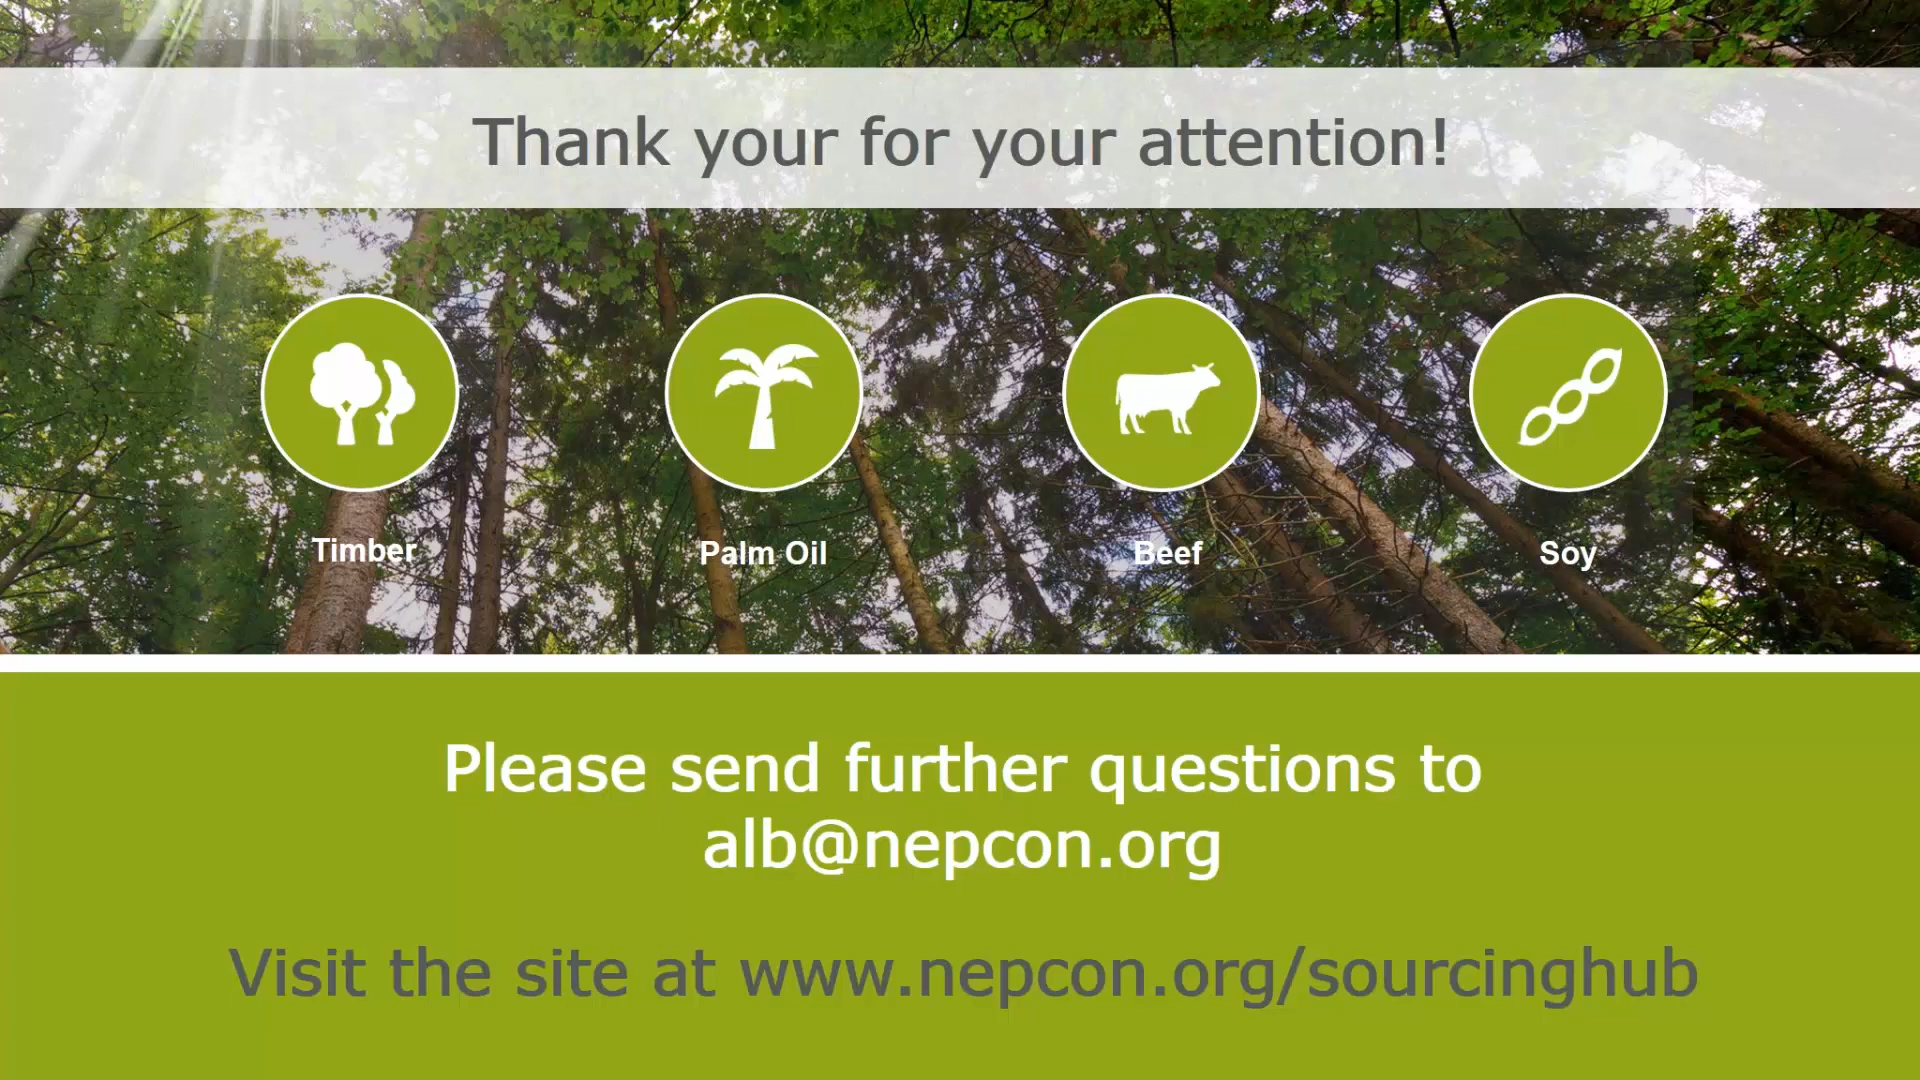 Thank your for your attention!
Timber
Palm Oil
Beef
Soy
Please send further questions to
alb@nepcon.org
Visit the site at www.nepcon.org/sourcinghub